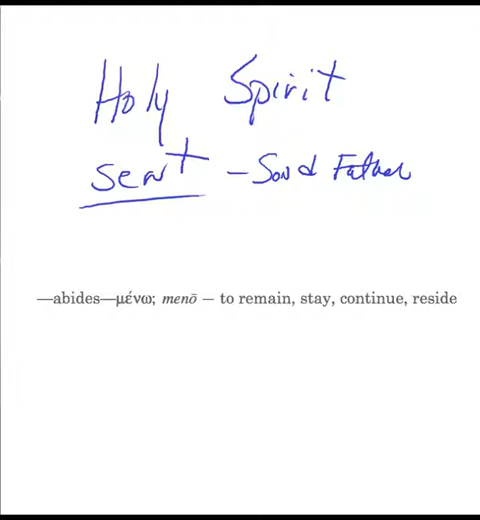 Holy Spirit
sent – Son & Father
—abides—μένω; menō – to remain, stay, continue, reside